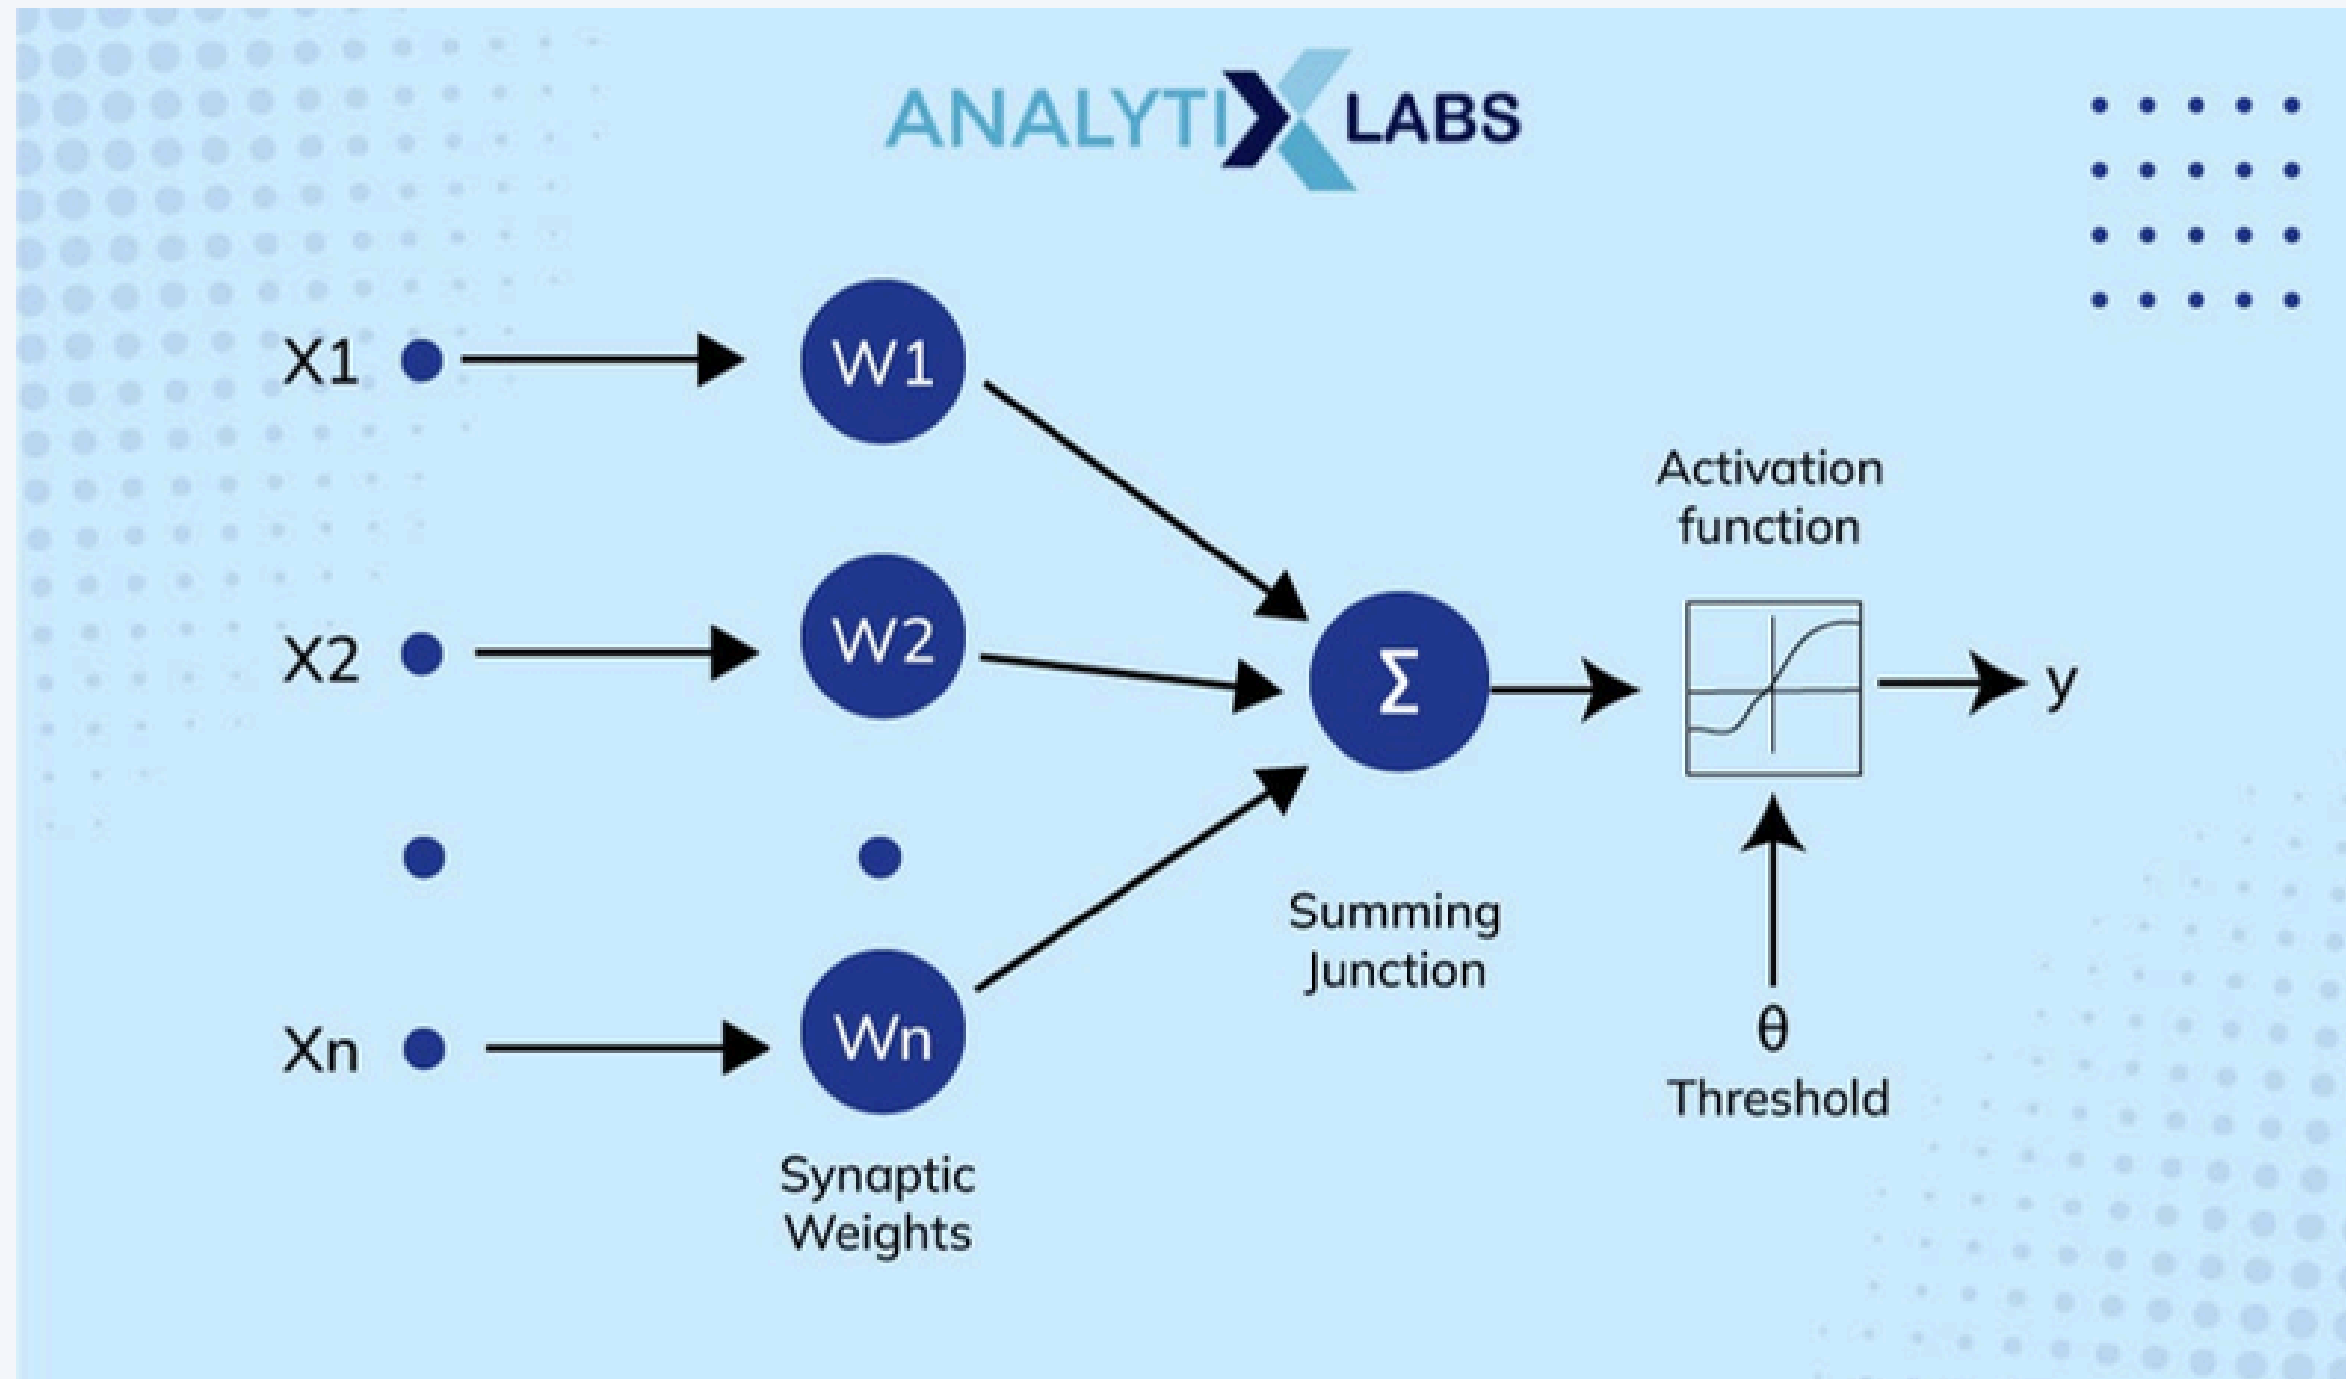 ANALYTIX LABS
X1
W1
X2
W2
Xn
Wn
Synaptic
Weights
Σ
Summing
Junction
Activation
function
y
θ
Threshold